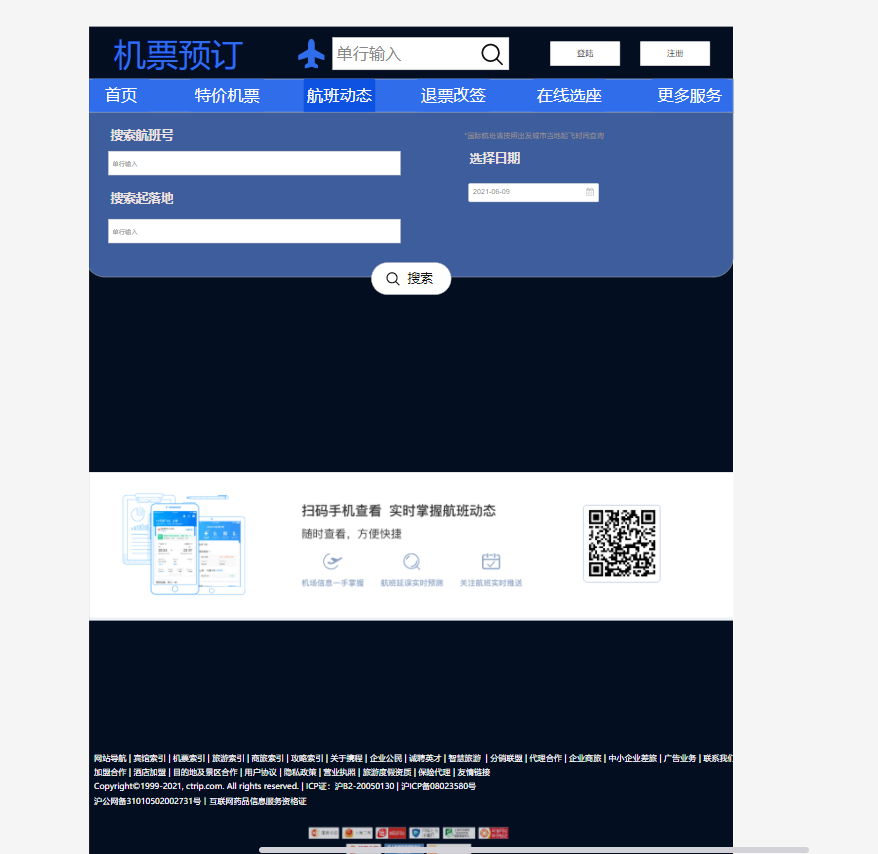 机票预订
单行输入
登陆
注册
首页 特价机票 航班动态 退票改签 在线选座 更多服务
搜索航班号
*国际航班请按照出发城市当地起飞时间查询
选择日期
单行输入
2021-06-09
搜索起落地
单行输入
搜索
扫码手机查看 实时掌握航班动态
随时查看，方便快捷
机场信息一手掌握 航班延误实时预测 关注航班实时推送
网站导航 | 宾馆索引 | 机票索引 | 旅游索引 | 商旅索引 | 攻略索引 | 关于携程 | 企业公民 | 诚聘英才 | 智慧旅游 | 分销联盟 | 代理合作 | 企业商旅 | 中小企业差旅 | 广告业务 | 联系我们
加盟合作 | 酒店加盟 | 目的地及景区合作 | 用户协议 | 隐私政策 | 营业执照 | 旅游度假资质 | 保险代理 | 友情链接
Copyright©1999-2021, ctrip.com. All rights reserved. | ICP证：沪B2-20050130 | 沪ICP备08023580号
沪公网备31010502002731号 | 互联网药品信息服务资格证